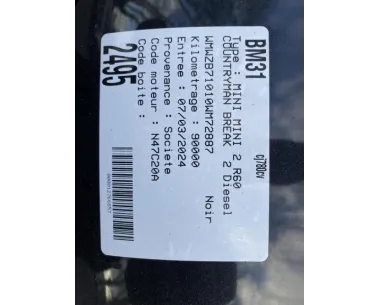 BM31
Type : MINI MINI 2 R60
COUNTRYMAN BREAK 2 Diesel
WMWZB71010WM72887 Noir
Kilometrage : 90000
Entree : 07/03/2024
Provenance : Societe
Code moteur : N47C20A
Code boite :
2495